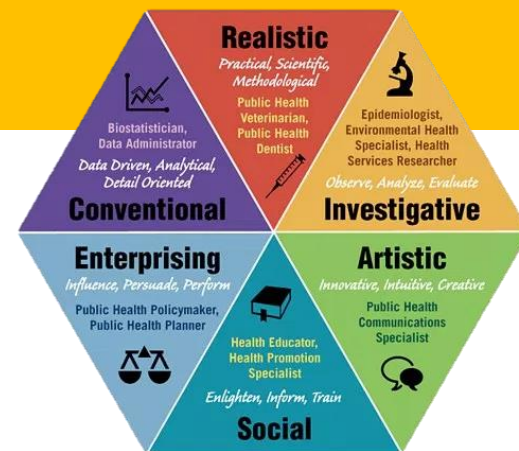 Realistic
Practical, Scientific,
Methodological
Public Health
Veterinarian,
Public Health
Dentist
Biostatistician,
Data Administrator
Data Driven, Analytical,
Detail Oriented
Conventional
Epidemiologist,
Environmental Health
Specialist, Health
Services Researcher
Observe, Analyze, Evaluate
Investigative
Enterprising
Influence, Persuade, Perform
Public Health Policymaker,
Public Health Planner
Health Educator,
Health Promotion
Specialist
Enlighten, Inform, Train
Social
Artistic
Innovative, Intuitive, Creative
Public Health
Communications
Specialist